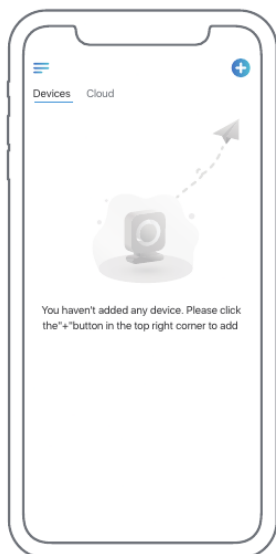 Devices Cloud
You haven't added any device. Please click
the"+"button in the top right corner to add